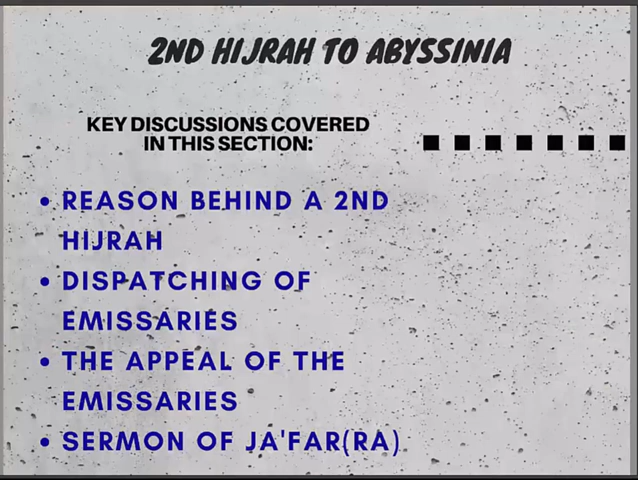 2ND HIJRAH TO ABYSSINIA
KEY DISCUSSIONS COVERED
IN THIS SECTION:
• REASON BEHIND A 2ND
HIJRAH
• DISPATCHING OF
EMISSARIES
• THE APPEAL OF THE
EMISSARIES
• SERMON OF JA'FAR(RA)